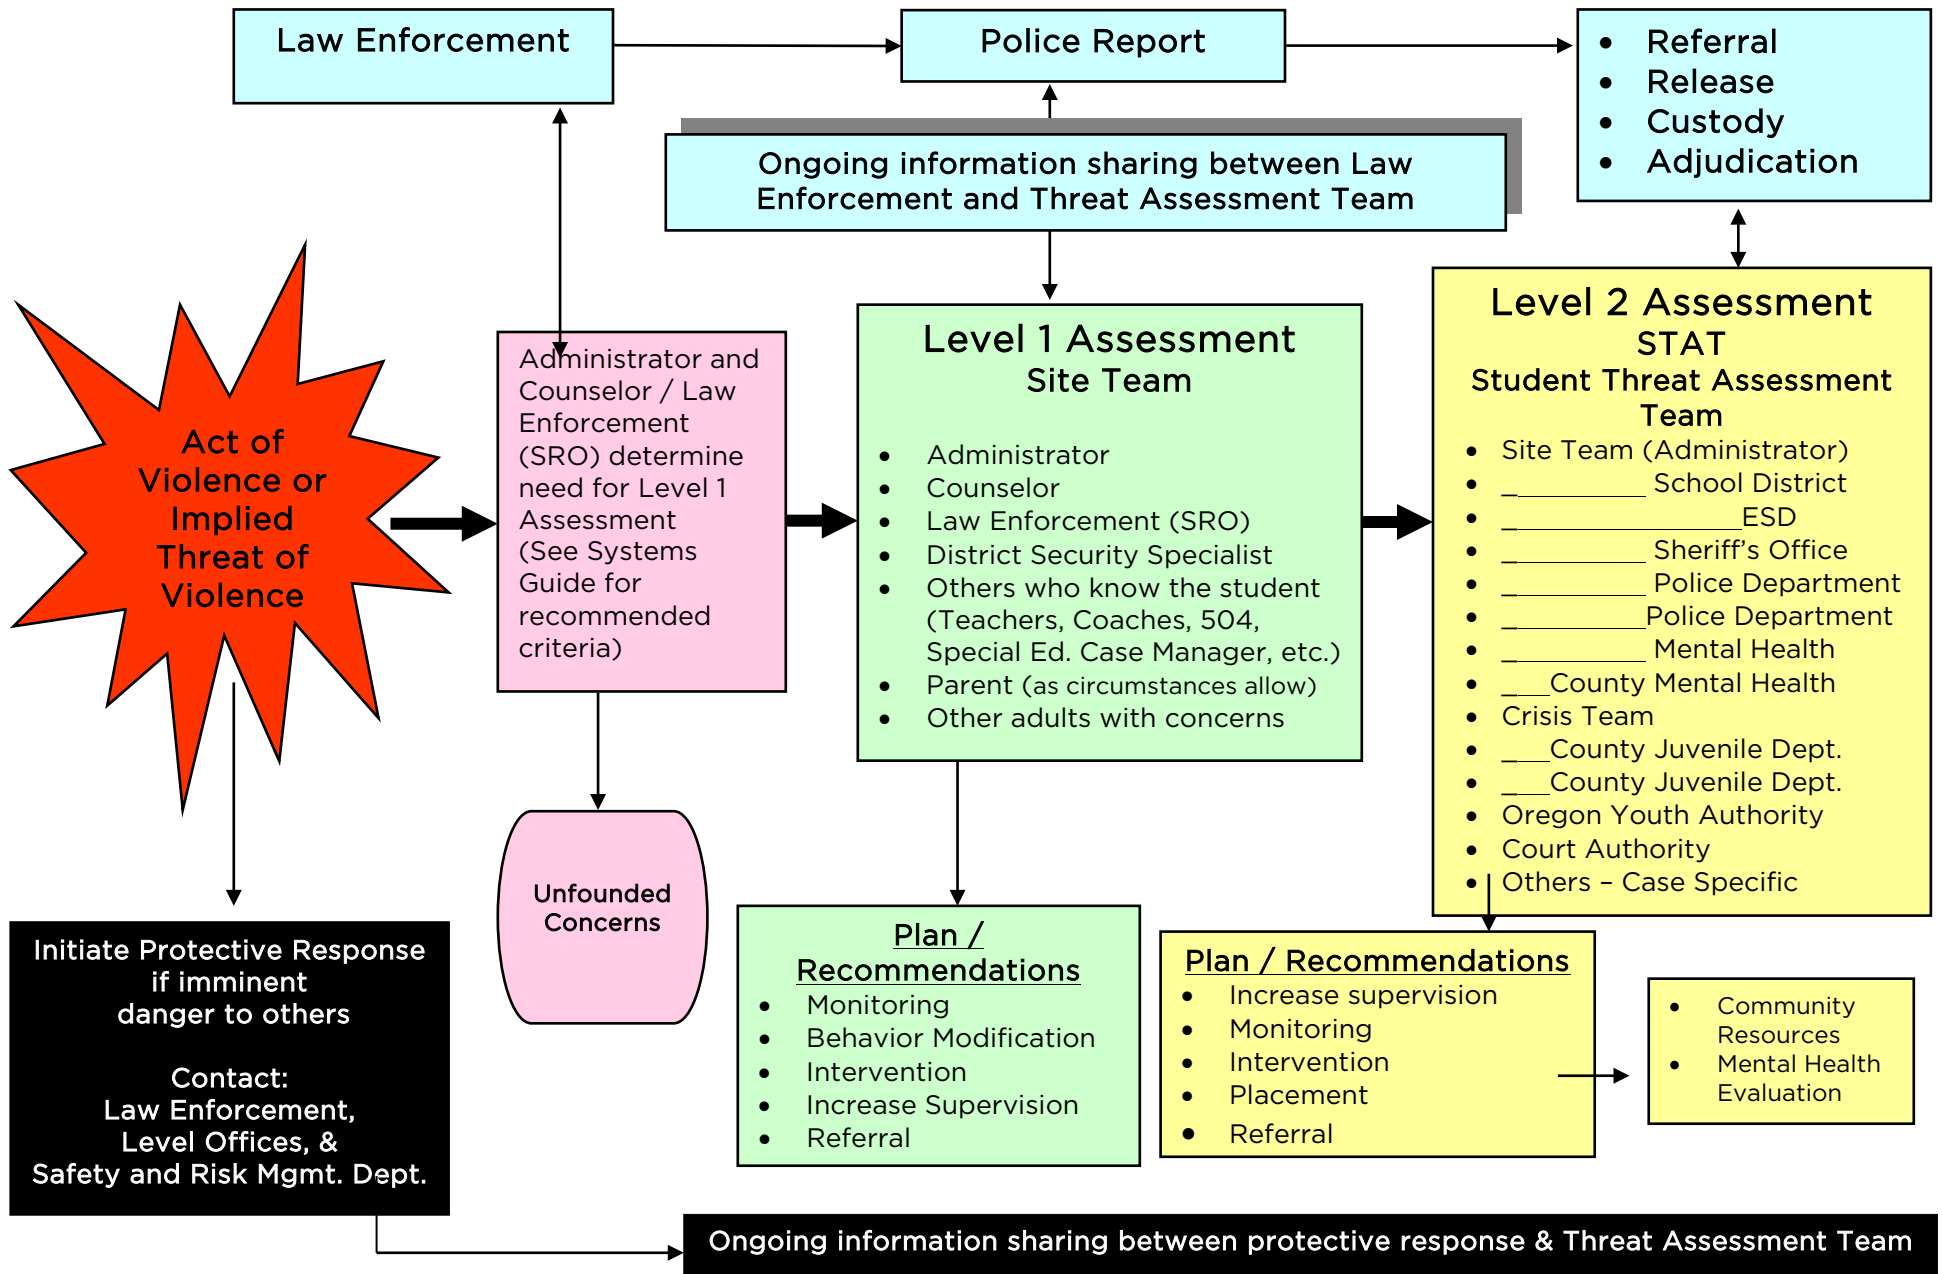 Law Enforcement
Police Report
• Referral
• Release
• Custody
• Adjudication
Ongoing information sharing between Law
Enforcement and Threat Assessment Team
Act of
Violence or
Implied
Threat of
Violence
Administrator and
Counselor / Law
Enforcement
(SRO) determine
need for Level 1
Assessment
(See Systems
Guide for
recommended
criteria)
Level 1 Assessment
Site Team
• Administrator
• Counselor
• Law Enforcement (SRO)
• District Security Specialist
• Others who know the student
(Teachers, Coaches, 504,
Special Ed. Case Manager, etc.)
• Parent (as circumstances allow)
• Other adults with concerns
Level 2 Assessment
STAT
Student Threat Assessment
Team
• Site Team (Administrator)
• _________ School District
• _______________ESD
• _________ Sheriff’s Office
• _________ Police Department
• _________Police Department
• _________ Mental Health
• ___County Mental Health
• Crisis Team
• ___County Juvenile Dept.
• ___County Juvenile Dept.
• Oregon Youth Authority
• Court Authority
• Others – Case Specific
Unfounded
Concerns
Initiate Protective Response
if imminent
danger to others
Contact:
Law Enforcement,
Level Offices, &
Safety and Risk Mgmt. Dept.
Plan /
Recommendations
• Monitoring
• Behavior Modification
• Intervention
• Increase Supervision
• Referral
Plan / Recommendations
• Increase supervision
• Monitoring
• Intervention
• Placement
• Referral
• Community
Resources
• Mental Health
Evaluation
Ongoing information sharing between protective response & Threat Assessment Team